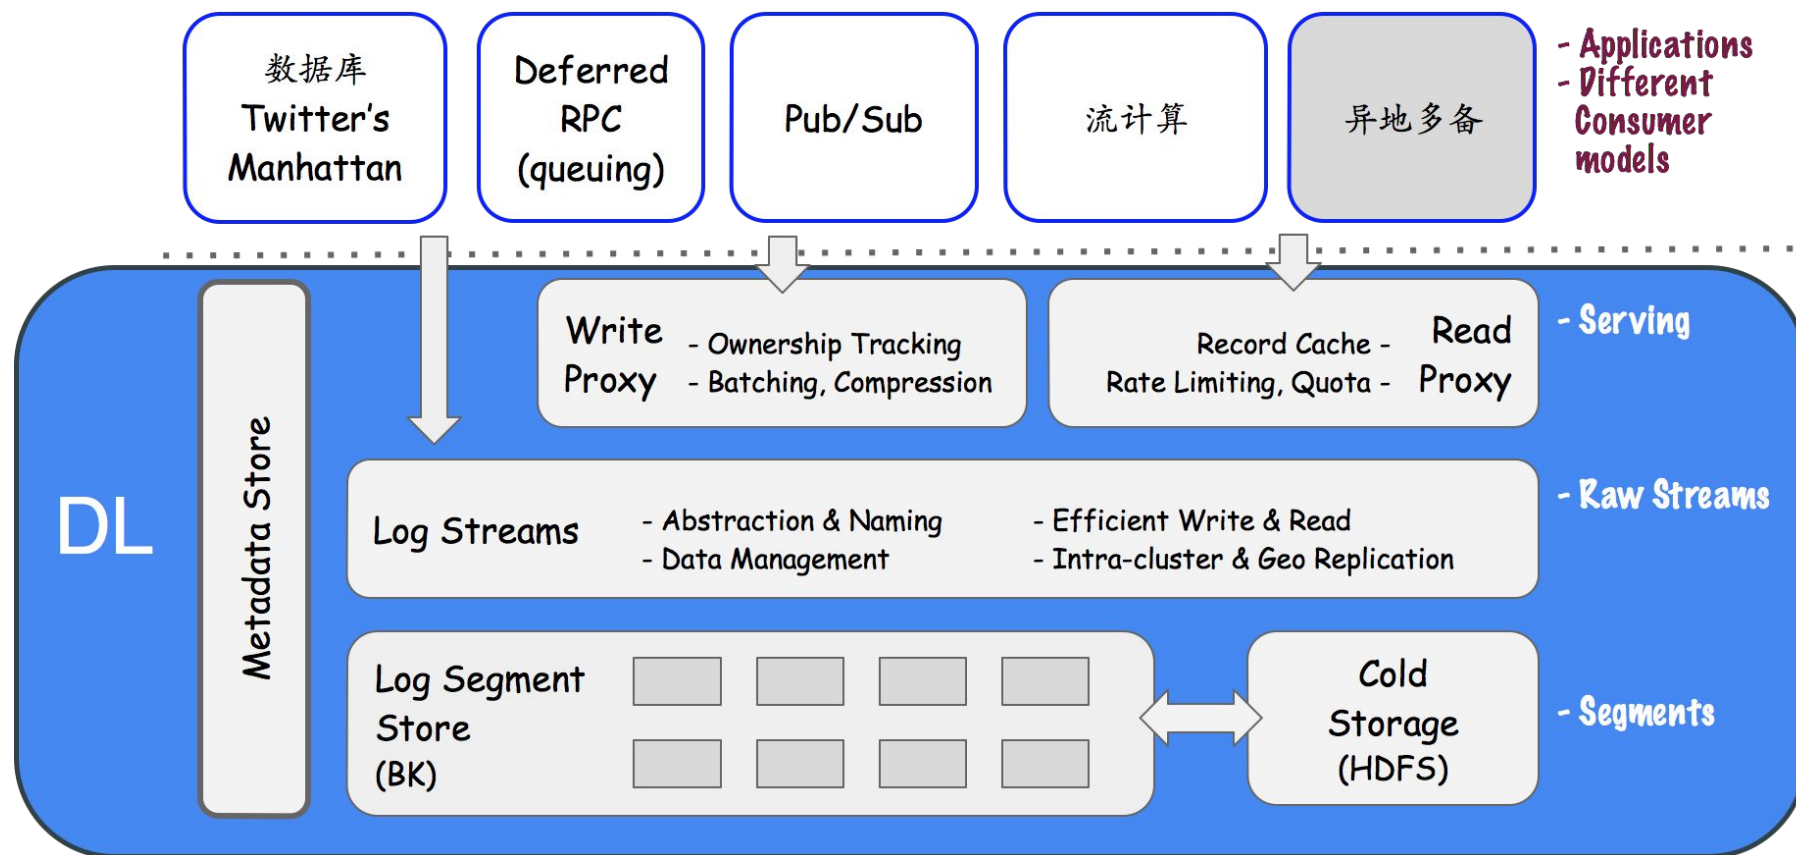 数据库
Twitter's
Manhattan
Deferred
RPC
(queuing)
Pub/Sub
流计算
异地多备
- Applications
- Different
Consumer
models
Write
Proxy
- Ownership Tracking
- Batching, Compression
Record Cache -
Rate Limiting, Quota -
Read
Proxy
- Serving
DL
Metadata Store
Log Streams
- Abstraction & Naming
- Data Management
- Efficient Write & Read
- Intra-cluster & Geo Replication
- Raw Streams
Log Segment
Store
(BK)
Cold
Storage
(HDFS)
- Segments